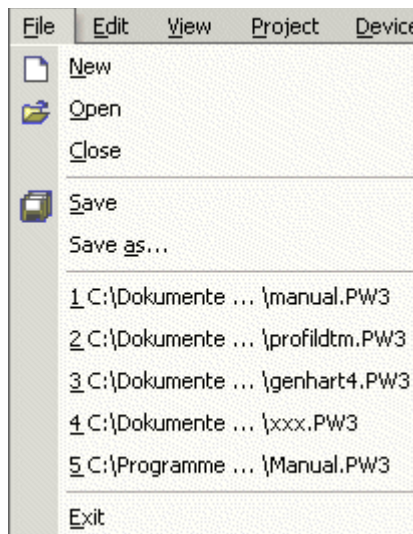 File Edit View Project Device
New
Open
Close
Save
Save as...
1 C:\Dokumente ... \manual.PW3
2 C:\Dokumente ... \profildtm.PW3
3 C:\Dokumente ... \genhart4.PW3
4 C:\Dokumente ... \xxx.PW3
5 C:\Programme ... \Manual.PW3
Exit